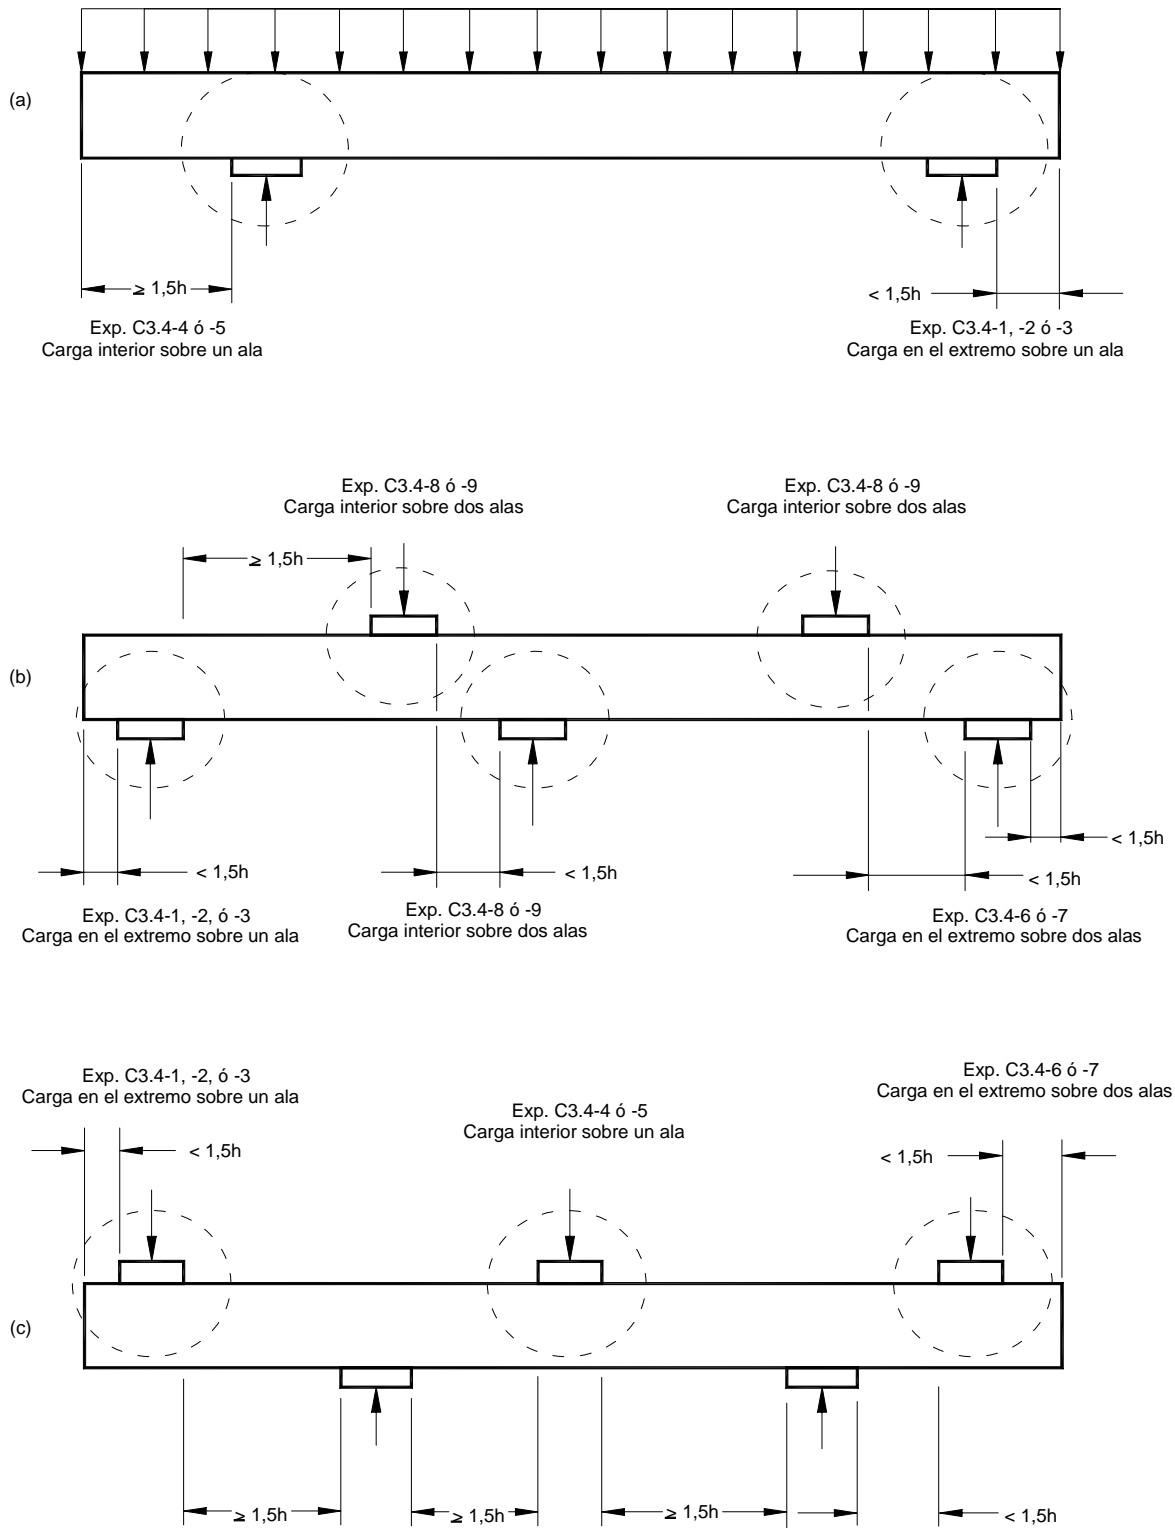 (a)
≥ 1,5h
< 1,5h
Exp. C3.4-4 ó -5
Carga interior sobre un ala
Exp. C3.4-1, -2 ó -3
Carga en el extremo sobre un ala
Exp. C3.4-8 ó -9
Carga interior sobre dos alas
Exp. C3.4-8 ó -9
Carga interior sobre dos alas
≥ 1,5h
(b)
< 1,5h
< 1,5h
< 1,5h
< 1,5h
Exp. C3.4-1, -2, ó -3
Carga en el extremo sobre un ala
Exp. C3.4-8 ó -9
Carga interior sobre dos alas
Exp. C3.4-6 ó -7
Carga en el extremo sobre dos alas
Exp. C3.4-1, -2, ó -3
Carga en el extremo sobre un ala
Exp. C3.4-4 ó -5
Carga interior sobre un ala
Exp. C3.4-6 ó -7
Carga en el extremo sobre dos alas
< 1,5h
< 1,5h
(c)
≥ 1,5h
≥ 1,5h
≥ 1,5h
< 1,5h